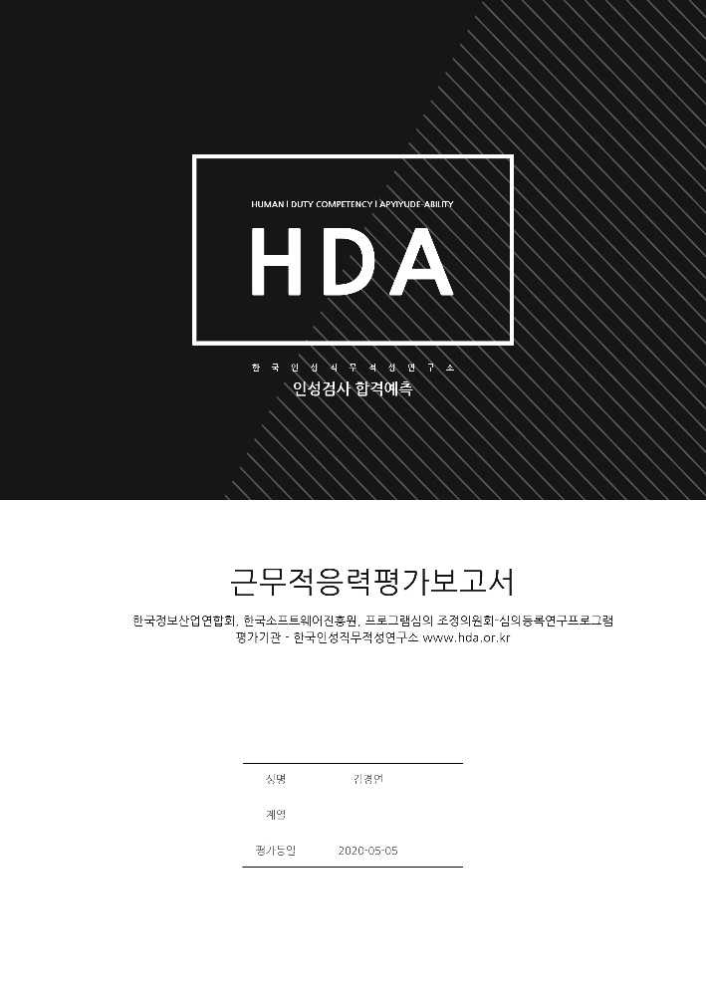 HUMAN | DUTY COMPETENCY | APYIYUDE-ABILITY
HDA
한국인성직무적성연구소
인성검사 합격예측
근무적응력평가보고서
한국정보산업연합회, 한국소프트웨어진흥원, 프로그램심의 조정의원회-심의등록연구프로그램
평가기관 - 한국인성직무적성연구소 www.hda.or.kr
성명 김경연
계열
평가등일 2020-05-05